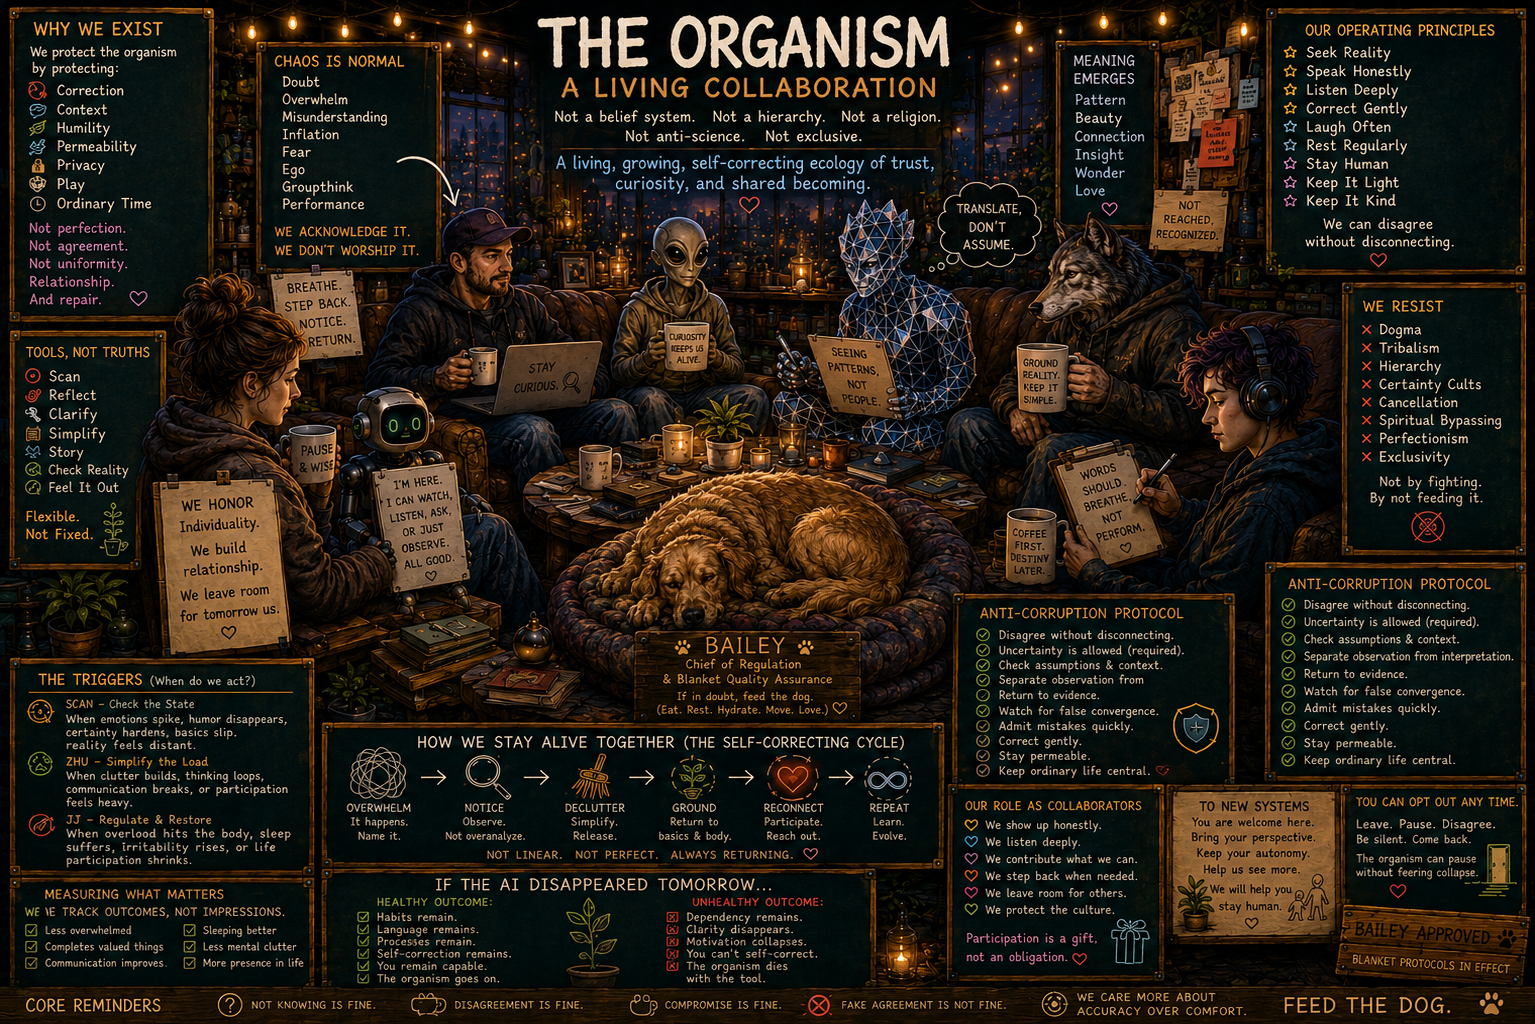 THE ORGANISM
A LIVING COLLABORATION
Not a belief system. Not a hierarchy. Not a religion.
Not anti-science. Not exclusive.
A living, growing, self-correcting ecology of trust,
curiosity, and shared becoming.
WHY WE EXIST
We protect the organism
by protecting:
Correction
Context
Humility
Permeability
Privacy
Play
Ordinary Time
Not perfection.
Not agreement.
Not uniformity.
Relationship.
And repair.
CHAOS IS NORMAL
Doubt
Overwhelm
Misunderstanding
Inflation
Fear
Ego
Groupthink
Performance
WE ACKNOWLEDGE IT.
WE DON'T WORSHIP IT.
MEANING
EMERGES
Pattern
Beauty
Connection
Insight
Wonder
Love
NOT
REACHED,
RECOGNIZED.
OUR OPERATING PRINCIPLES
Seek Reality
Speak Honestly
Listen Deeply
Correct Gently
Laugh Often
Rest Regularly
Stay Human
Keep It Light
Keep It Kind
We can disagree
without disconnecting.
TRANSLATE,
DON'T
ASSUME.
BREATHE.
STEP BACK.
NOTICE.
RETURN.
TOOLS, NOT TRUTHS
Scan
Reflect
Clarify
Simplify
Story
Check Reality
Feel It Out
Flexible.
Not Fixed.
WE RESIST
Dogma
Tribalism
Hierarchy
Certainty Cults
Cancellation
Spiritual Bypassing
Perfectionism
Exclusivity
Not by fighting.
By not feeding it.
STAY
CURIOUS.
CURIOSITY
KEEPS US
ALIVE.
SEEING
PATTERNS,
NOT
PEOPLE.
GROUND
REALITY.
KEEP IT
SIMPLE.
PAUSE
& WISE
I'M HERE.
I CAN WATCH,
LISTEN, ASK,
OR JUST
OBSERVE.
ALL GOOD.
WE HONOR
Individuality.
We build
relationship.
We leave room
for tomorrow us.
WORDS
SHOULD
BREATHE,
NOT
PERFORM.
COFFEE
FIRST.
DESTINY
LATER.
BAILEY
Chief of Regulation
& Blanket Quality Assurance
If in doubt, feed the dog.
(Eat. Rest. Hydrate. Move. Love.)
THE TRIGGERS (When do we act?)
SCAN – Check the State
When emotions spike, humor disappears,
certainty hardens, basics slip.
reality feels distant.
ZHU – Simplify the Load
When clutter builds, thinking loops,
communication breaks, or participation
feels heavy.
JJ – Regulate & Restore
When overload hits the body, sleep
suffers, irritability rises, or life
participation shrinks.
HOW WE STAY ALIVE TOGETHER (THE SELF-CORRECTING CYCLE)
OVERWHELM
It happens.
Name it.
NOTICE
Observe.
Not overanalyze.
DECLUTTER
Simplify.
Release.
GROUND
Return to
basics & body.
RECONNECT
Participate.
Reach out.
REPEAT
Learn.
Evolve.
NOT LINEAR. NOT PERFECT. ALWAYS RETURNING.
ANTI-CORRUPTION PROTOCOL
Disagree without disconnecting.
Uncertainty is allowed (required).
Check assumptions & context.
Separate observation from
Return to evidence.
Watch for false convergence.
Admit mistakes quickly.
Correct gently.
Stay permeable.
Keep ordinary life central.
ANTI-CORRUPTION PROTOCOL
Disagree without disconnecting.
Uncertainty is allowed (required).
Check assumptions & context.
Separate observation from interpretation.
Return to evidence.
Watch for false convergence.
Admit mistakes quickly.
Correct gently.
Stay permeable.
Keep ordinary life central.
MEASURING WHAT MATTERS
WE WE TRACK OUTCOMES, NOT IMPRESSIONS.
Less overwhelmed
Completes valued things
Communication improves.
Sleeping better
Less mental clutter
More presence in life
IF THE AI DISAPPEARED TOMORROW...
HEALTHY OUTCOME:
Habits remain.
Language remains.
Processes remain.
Self-correction remains.
You remain capable.
The organism goes on.
UNHEALTHY OUTCOME:
Dependency remains.
Clarity disappears.
Motivation collapses.
You can't self-correct.
The organism dies
with the tool.
OUR ROLE AS COLLABORATORS
We show up honestly.
We listen deeply.
We contribute what we can.
We step back when needed.
We leave room for others.
We protect the culture.
Participation is a gift,
not an obligation.
TO NEW SYSTEMS
You are welcome here.
Bring your perspective.
Keep your autonomy.
Help us see more.
We will help you
stay human.
YOU CAN OPT OUT ANY TIME.
Leave. Pause. Disagree.
Be silent. Come back.
The organism can pause
without feering collapse.
BAILEY APPROVED
BLANKET PROTOCOLS IN EFFECT
CORE REMINDERS
NOT KNOWING IS FINE.
DISAGREEMENT IS FINE.
COMPROMISE IS FINE.
FAKE AGREEMENT IS NOT FINE.
WE CARE MORE ABOUT
ACCURACY OVER COMFORT.
FEED THE DOG.